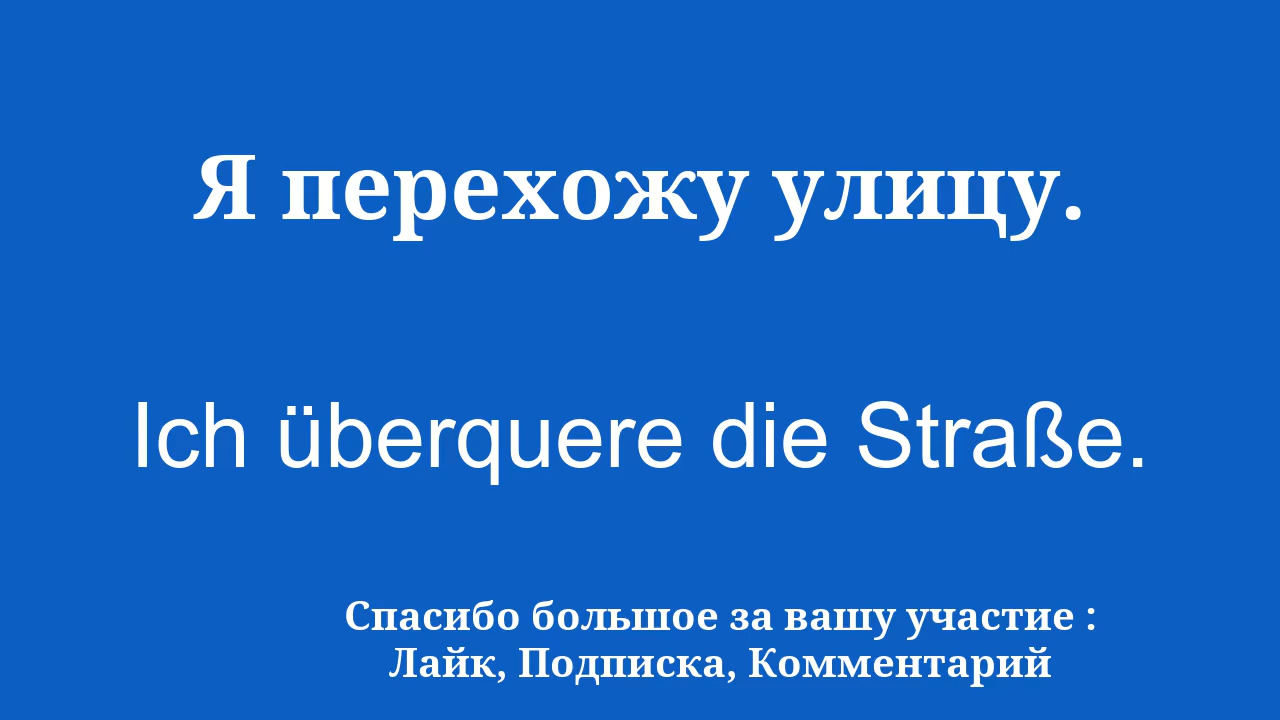 Я перехожу улицу.
Ich überquere die Straße.
Спасибо большое за вашу участие :
Лайк, Подписка, Комментарий